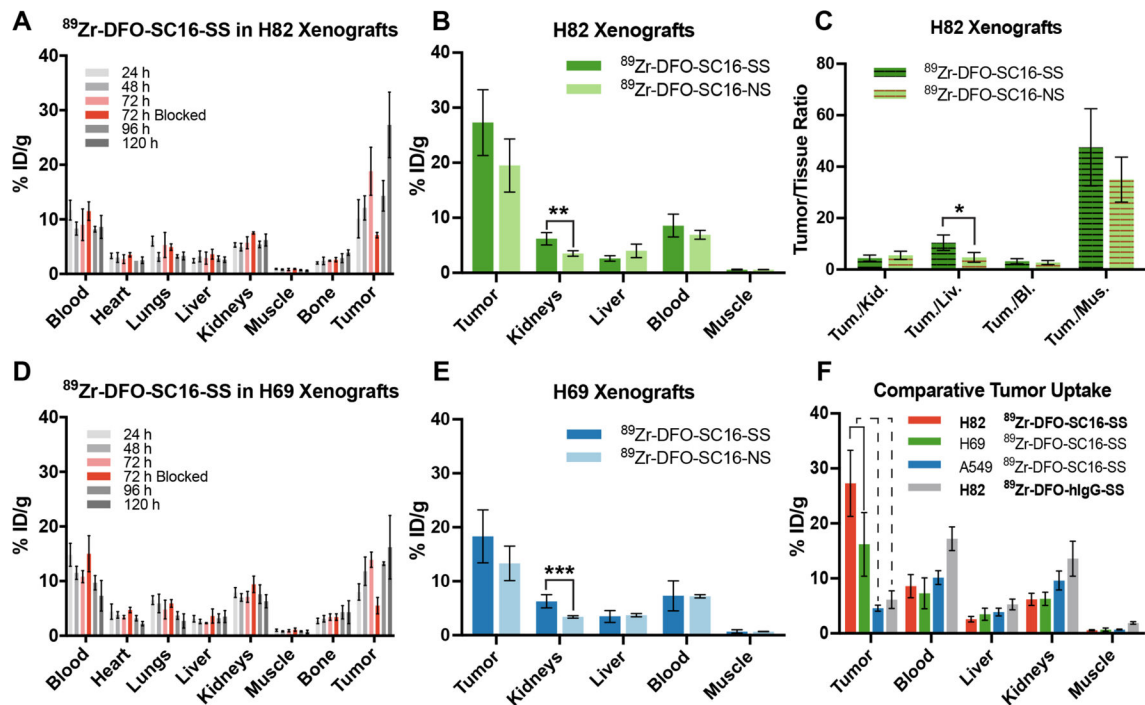 A
⁸⁹Zr-DFO-SC16-SS in H82 Xenografts
% ID/g
40
30
20
10
0
24 h
48 h
72 h
72 h Blocked
96 h
120 h
Blood
Heart
Lungs
Liver
Kidneys
Muscle
Bone
Tumor
B
H82 Xenografts
% ID/g
40
30
20
10
0
⁸⁹Zr-DFO-SC16-SS
⁸⁹Zr-DFO-SC16-NS
**
Tumor
Kidneys
Liver
Blood
Muscle
C
H82 Xenografts
Tumor/Tissue Ratio
80
60
40
20
0
⁸⁹Zr-DFO-SC16-SS
⁸⁹Zr-DFO-SC16-NS
*
Tum./Kid.
Tum./Liv.
Tum./Bl.
Tum./Mus.
D
⁸⁹Zr-DFO-SC16-SS in H69 Xenografts
% ID/g
40
30
20
10
0
24 h
48 h
72 h
72 h Blocked
96 h
120 h
Blood
Heart
Lungs
Liver
Kidneys
Muscle
Bone
Tumor
E
H69 Xenografts
% ID/g
40
30
20
10
0
⁸⁹Zr-DFO-SC16-SS
⁸⁹Zr-DFO-SC16-NS
***
Tumor
Kidneys
Liver
Blood
Muscle
F
Comparative Tumor Uptake
% ID/g
40
30
20
10
0
H82 ⁸⁹Zr-DFO-SC16-SS
H69 ⁸⁹Zr-DFO-SC16-SS
A549 ⁸⁹Zr-DFO-SC16-SS
H82 ⁸⁹Zr-DFO-hIgG-SS
Tumor
Blood
Liver
Kidneys
Muscle